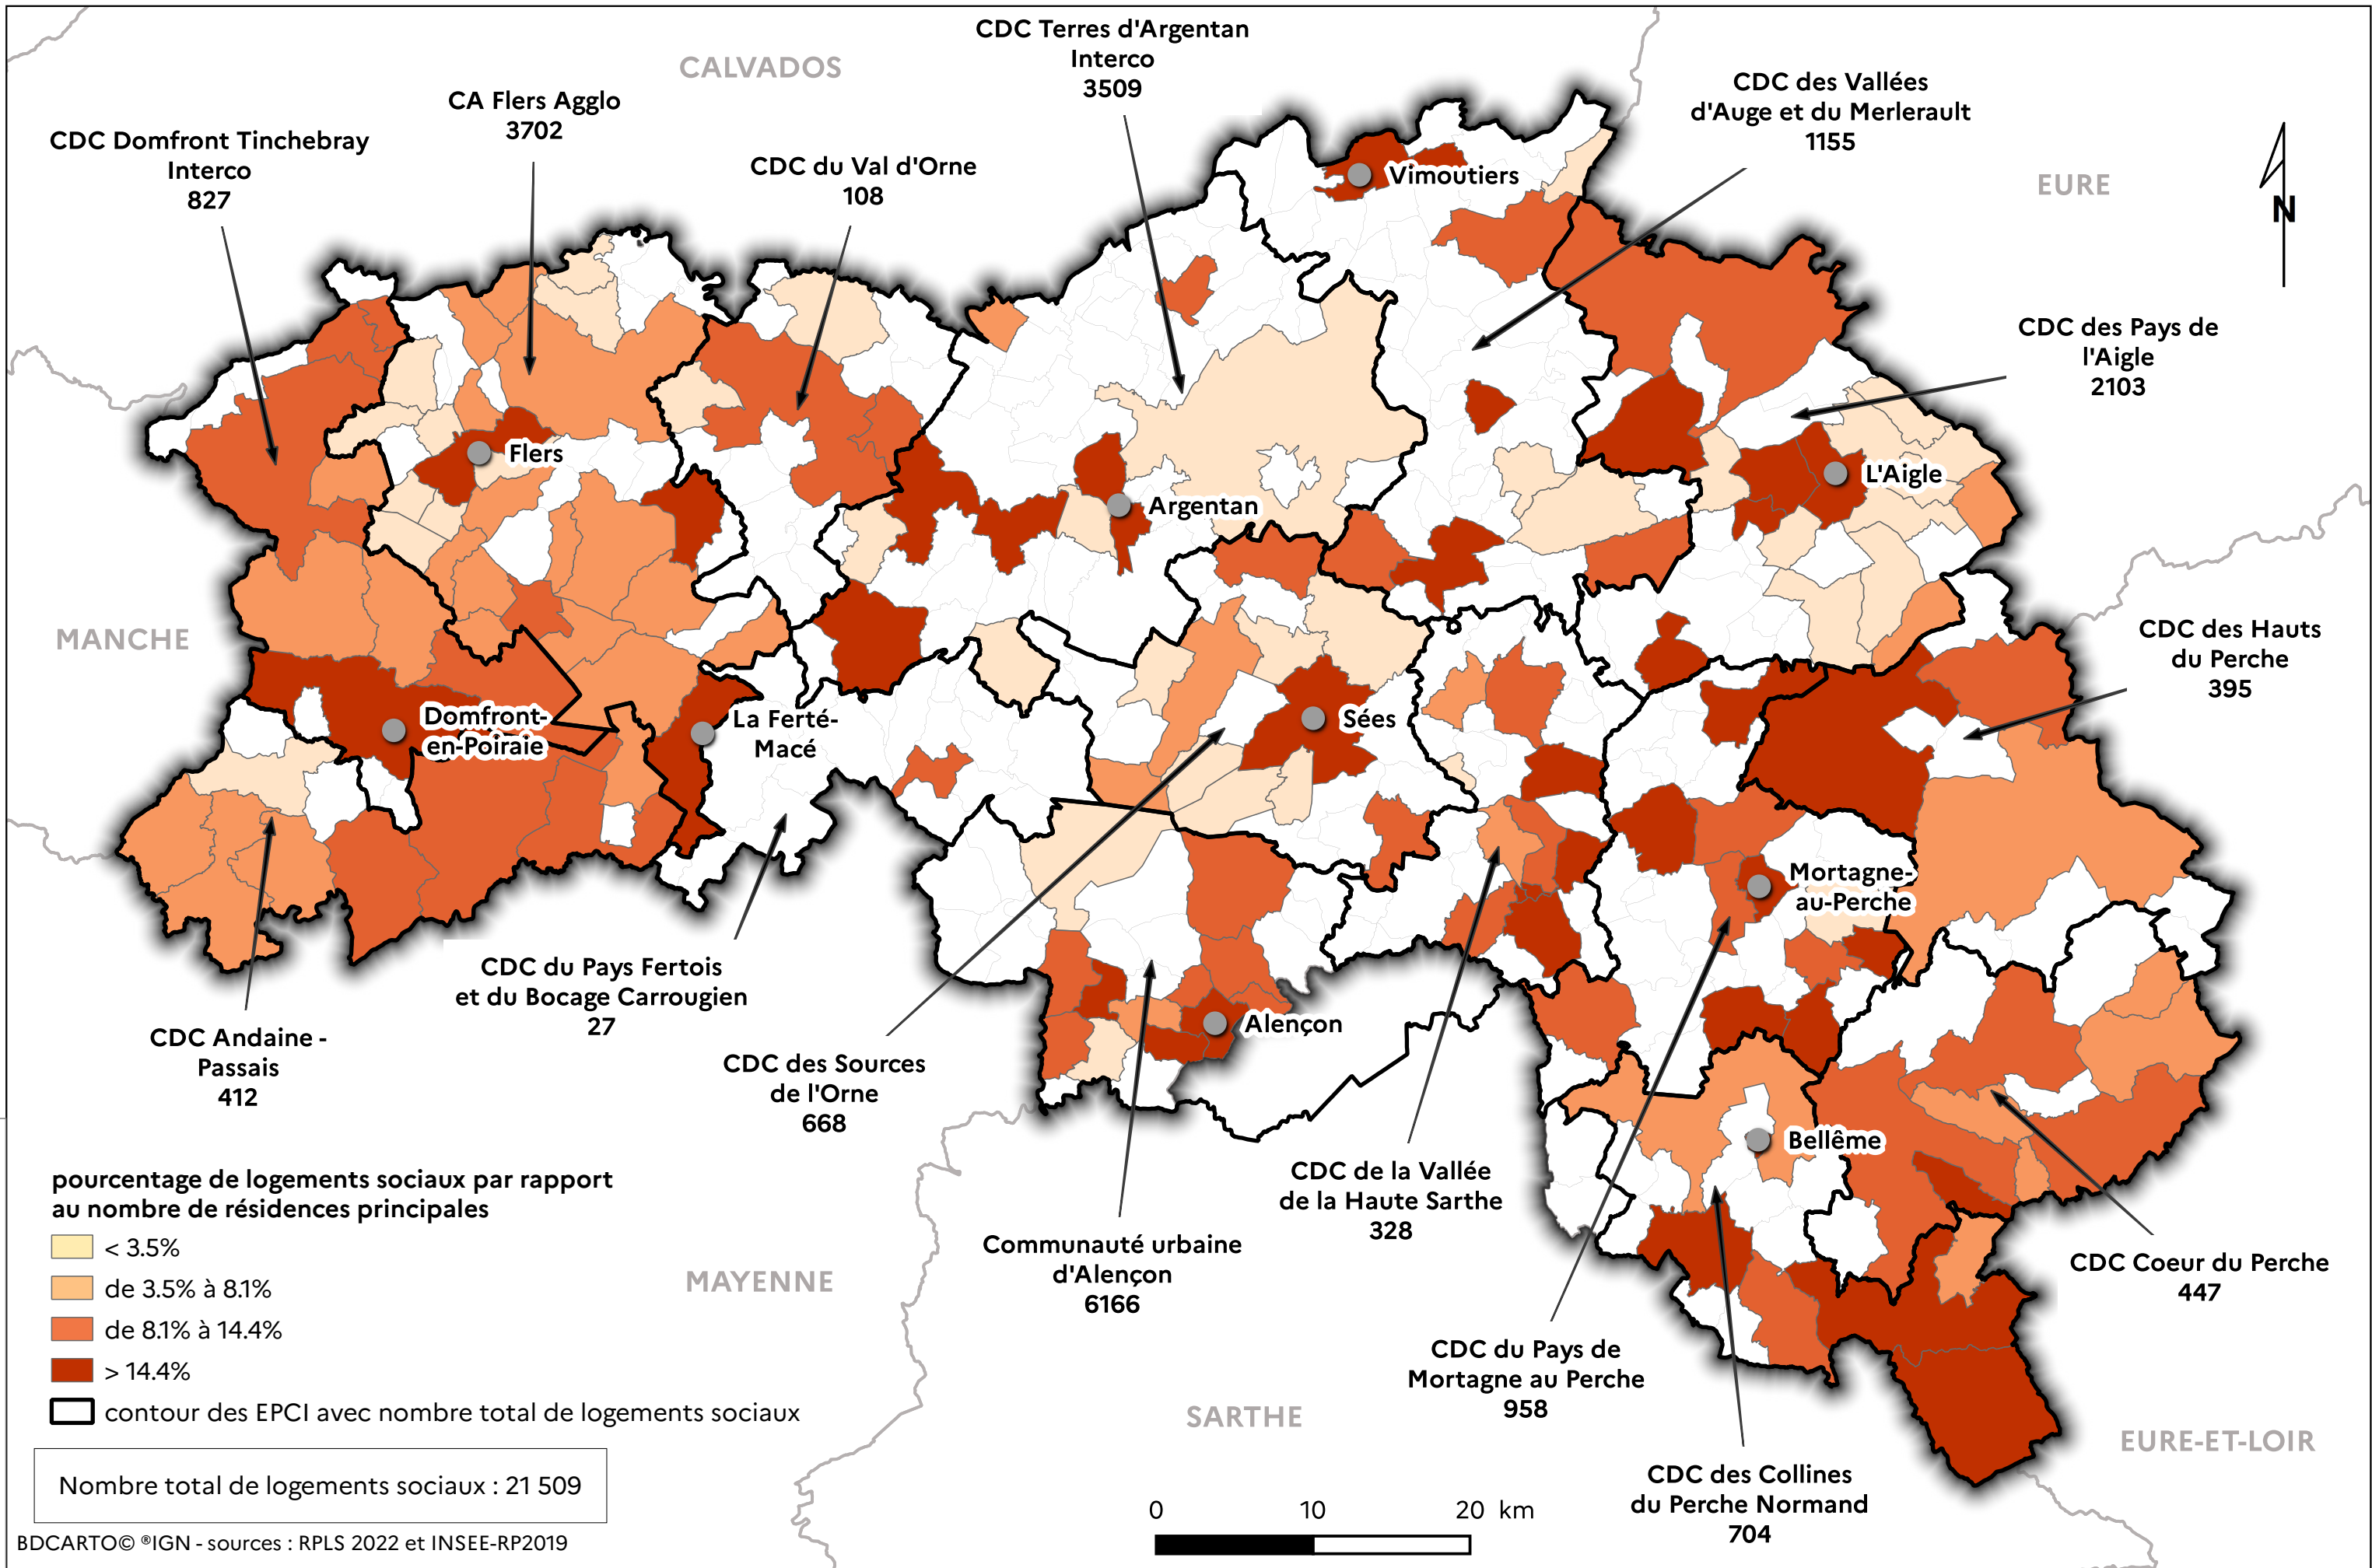 CALVADOS
CDC Terres d'Argentan
Interco
3509
CDC des Vallées
d'Auge et du Merlerault
1155
CA Flers Agglo
3702
CDC Domfront Tinchebray
Interco
827
CDC du Val d'Orne
108
Vimoutiers
EURE
N
CDC des Pays de
l'Aigle
2103
Flers
Argentan
L'Aigle
MANCHE
CDC des Hauts
du Perche
395
Domfront-
en-Poiraie
La Ferté-
Macé
Sées
Mortagne-
au-Perche
CDC du Pays Fertois
et du Bocage Carrougien
27
CDC Andaine -
Passais
412
CDC des Sources
de l'Orne
668
Alençon
Bellême
CDC de la Vallée
de la Haute Sarthe
328
Communauté urbaine
d'Alençon
6166
CDC Coeur du Perche
447
MAYENNE
CDC du Pays de
Mortagne au Perche
958
SARTHE
EURE-ET-LOIR
CDC des Collines
du Perche Normand
704
pourcentage de logements sociaux par rapport
au nombre de résidences principales
< 3.5%
de 3.5% à 8.1%
de 8.1% à 14.4%
> 14.4%
contour des EPCI avec nombre total de logements sociaux
Nombre total de logements sociaux : 21 509
BDCARTO© ®IGN - sources : RPLS 2022 et INSEE-RP2019
0 10 20 km